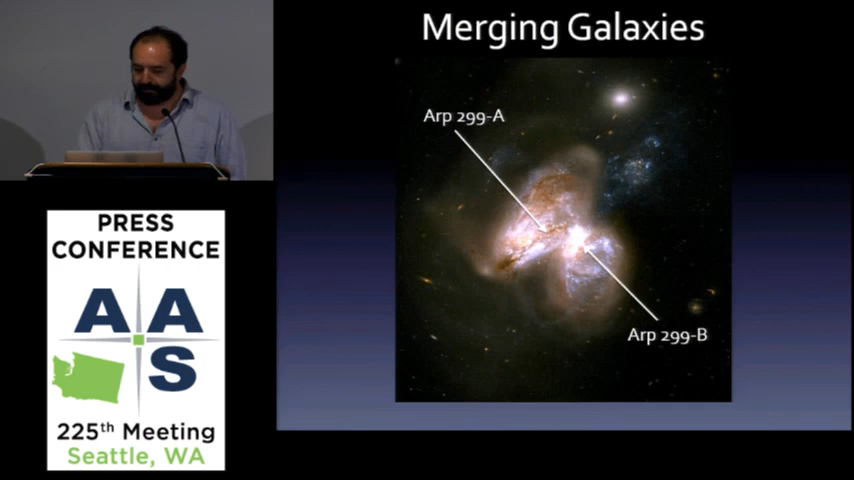 Merging Galaxies
Arp 299-A
Arp 299-B
PRESS
CONFERENCE
A A
S
225th Meeting
Seattle, WA